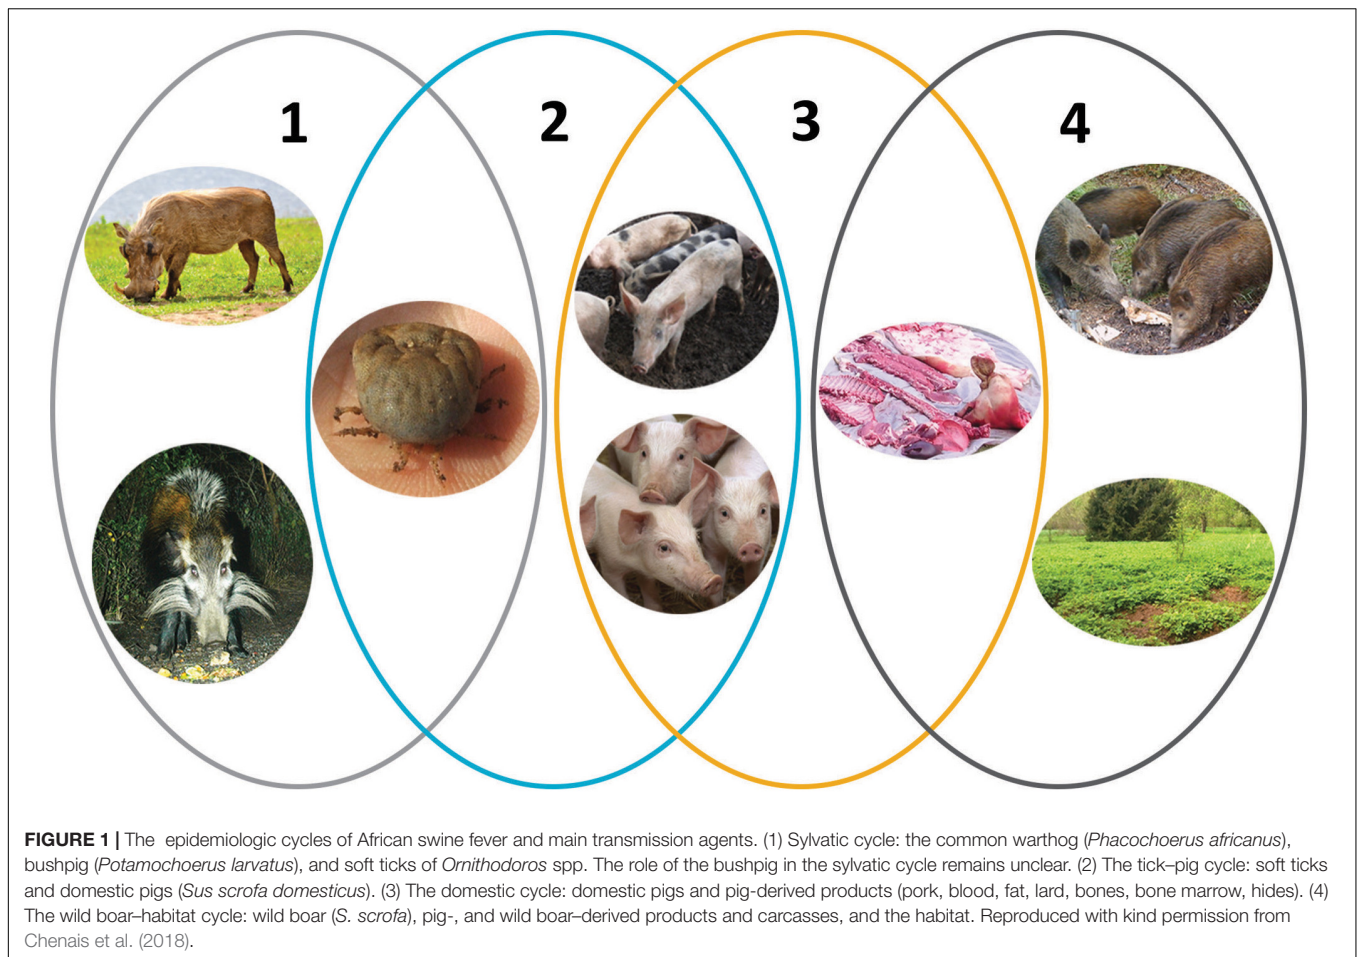 1 2 3 4
FIGURE 1 | The epidemiologic cycles of African swine fever and main transmission agents. (1) Sylvatic cycle: the common warthog (Phacochoerus africanus),
bushpig (Potamochoerus larvatus), and soft ticks of Ornithodoros spp. The role of the bushpig in the sylvatic cycle remains unclear. (2) The tick–pig cycle: soft ticks
and domestic pigs (Sus scrofa domesticus). (3) The domestic cycle: domestic pigs and pig-derived products (pork, blood, fat, lard, bones, bone marrow, hides). (4)
The wild boar–habitat cycle: wild boar (S. scrofa), pig-, and wild boar–derived products and carcasses, and the habitat. Reproduced with kind permission from
Chenais et al. (2018).